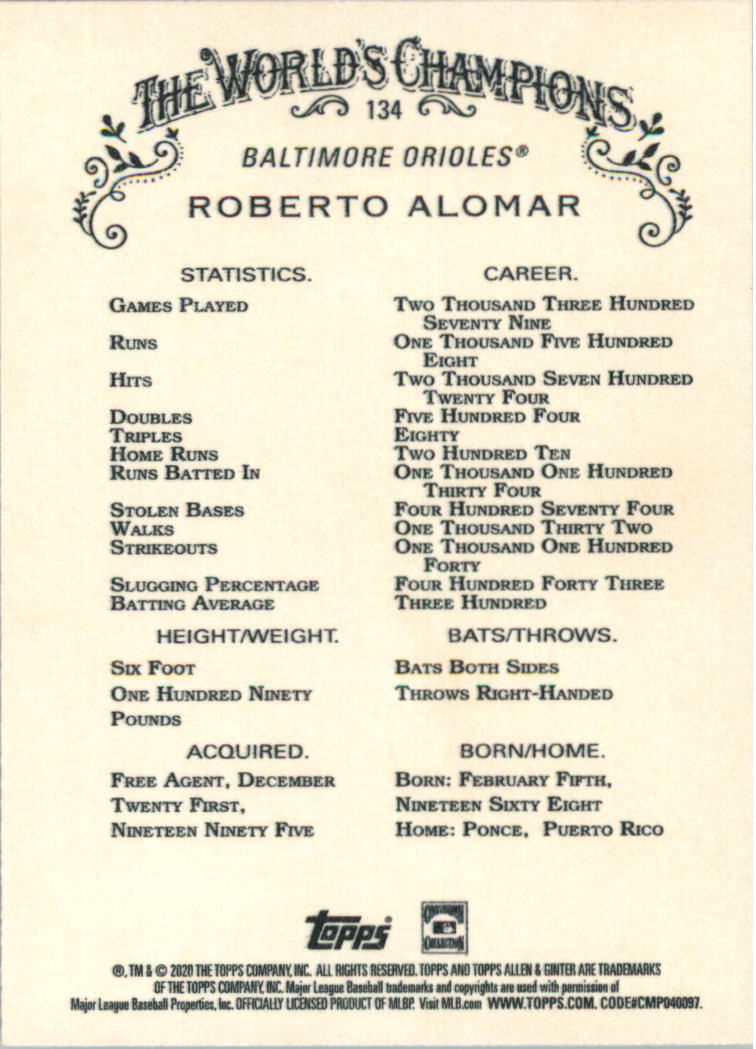 THE WORLD'S CHAMPIONS
134
BALTIMORE ORIOLES®
ROBERTO ALOMAR
STATISTICS. CAREER.
GAMES PLAYED TWO THOUSAND THREE HUNDRED
SEVENTY NINE
RUNS ONE THOUSAND FIVE HUNDRED
EIGHT
HITS TWO THOUSAND SEVEN HUNDRED
TWENTY FOUR
DOUBLES FIVE HUNDRED FOUR
TRIPLES EIGHTY
HOME RUNS TWO HUNDRED TEN
RUNS BATTED IN ONE THOUSAND ONE HUNDRED
THIRTY FOUR
STOLEN BASES FOUR HUNDRED SEVENTY FOUR
WALKS ONE THOUSAND THIRTY TWO
STRIKEOUTS ONE THOUSAND ONE HUNDRED
FORTY
SLUGGING PERCENTAGE FOUR HUNDRED FORTY THREE
BATTING AVERAGE THREE HUNDRED
HEIGHT/WEIGHT. BATS/THROWS.
SIX FOOT BATS BOTH SIDES
ONE HUNDRED NINETY THROWS RIGHT-HANDED
POUNDS
ACQUIRED. BORN/HOME.
FREE AGENT, DECEMBER BORN: FEBRUARY FIFTH,
TWENTY FIRST, NINETEEN SIXTY EIGHT
NINETEEN NINETY FIVE HOME: PONCE, PUERTO RICO
topps®
COOPERSTOWN
COLLECTION
®, TM & © 2020 THE TOPPS COMPANY, INC. ALL RIGHTS RESERVED. TOPPS AND TOPPS ALLEN & GINTER ARE TRADEMARKS
OF THE TOPPS COMPANY, INC. Major League Baseball trademarks and copyrights are used with permission of
Major League Baseball Properties, Inc. OFFICIALLY LICENSED PRODUCT OF MLBP. Visit MLB.com WWW.TOPPS.COM. CODE#CMP040097.